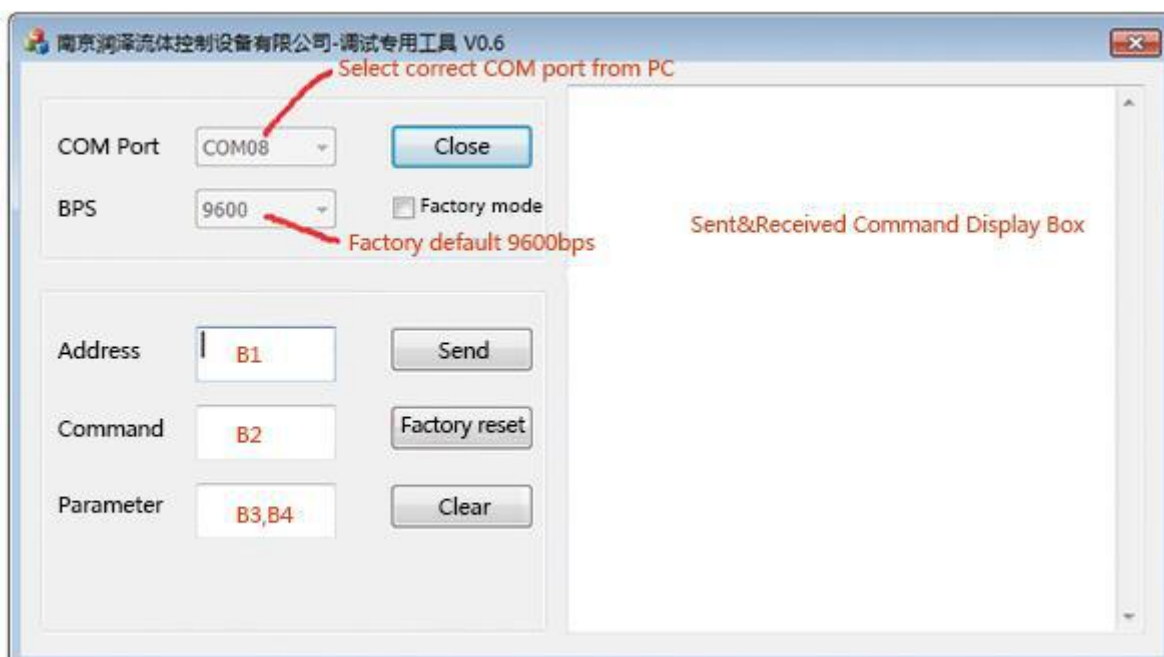 南京润泽流体控制设备有限公司-调试专用工具 V0.6
Select correct COM port from PC
COM Port
COM08
Close
BPS
9600
Factory mode
Factory default 9600bps
Sent&Received Command Display Box
Address
B1
Send
Command
B2
Factory reset
Parameter
B3,B4
Clear